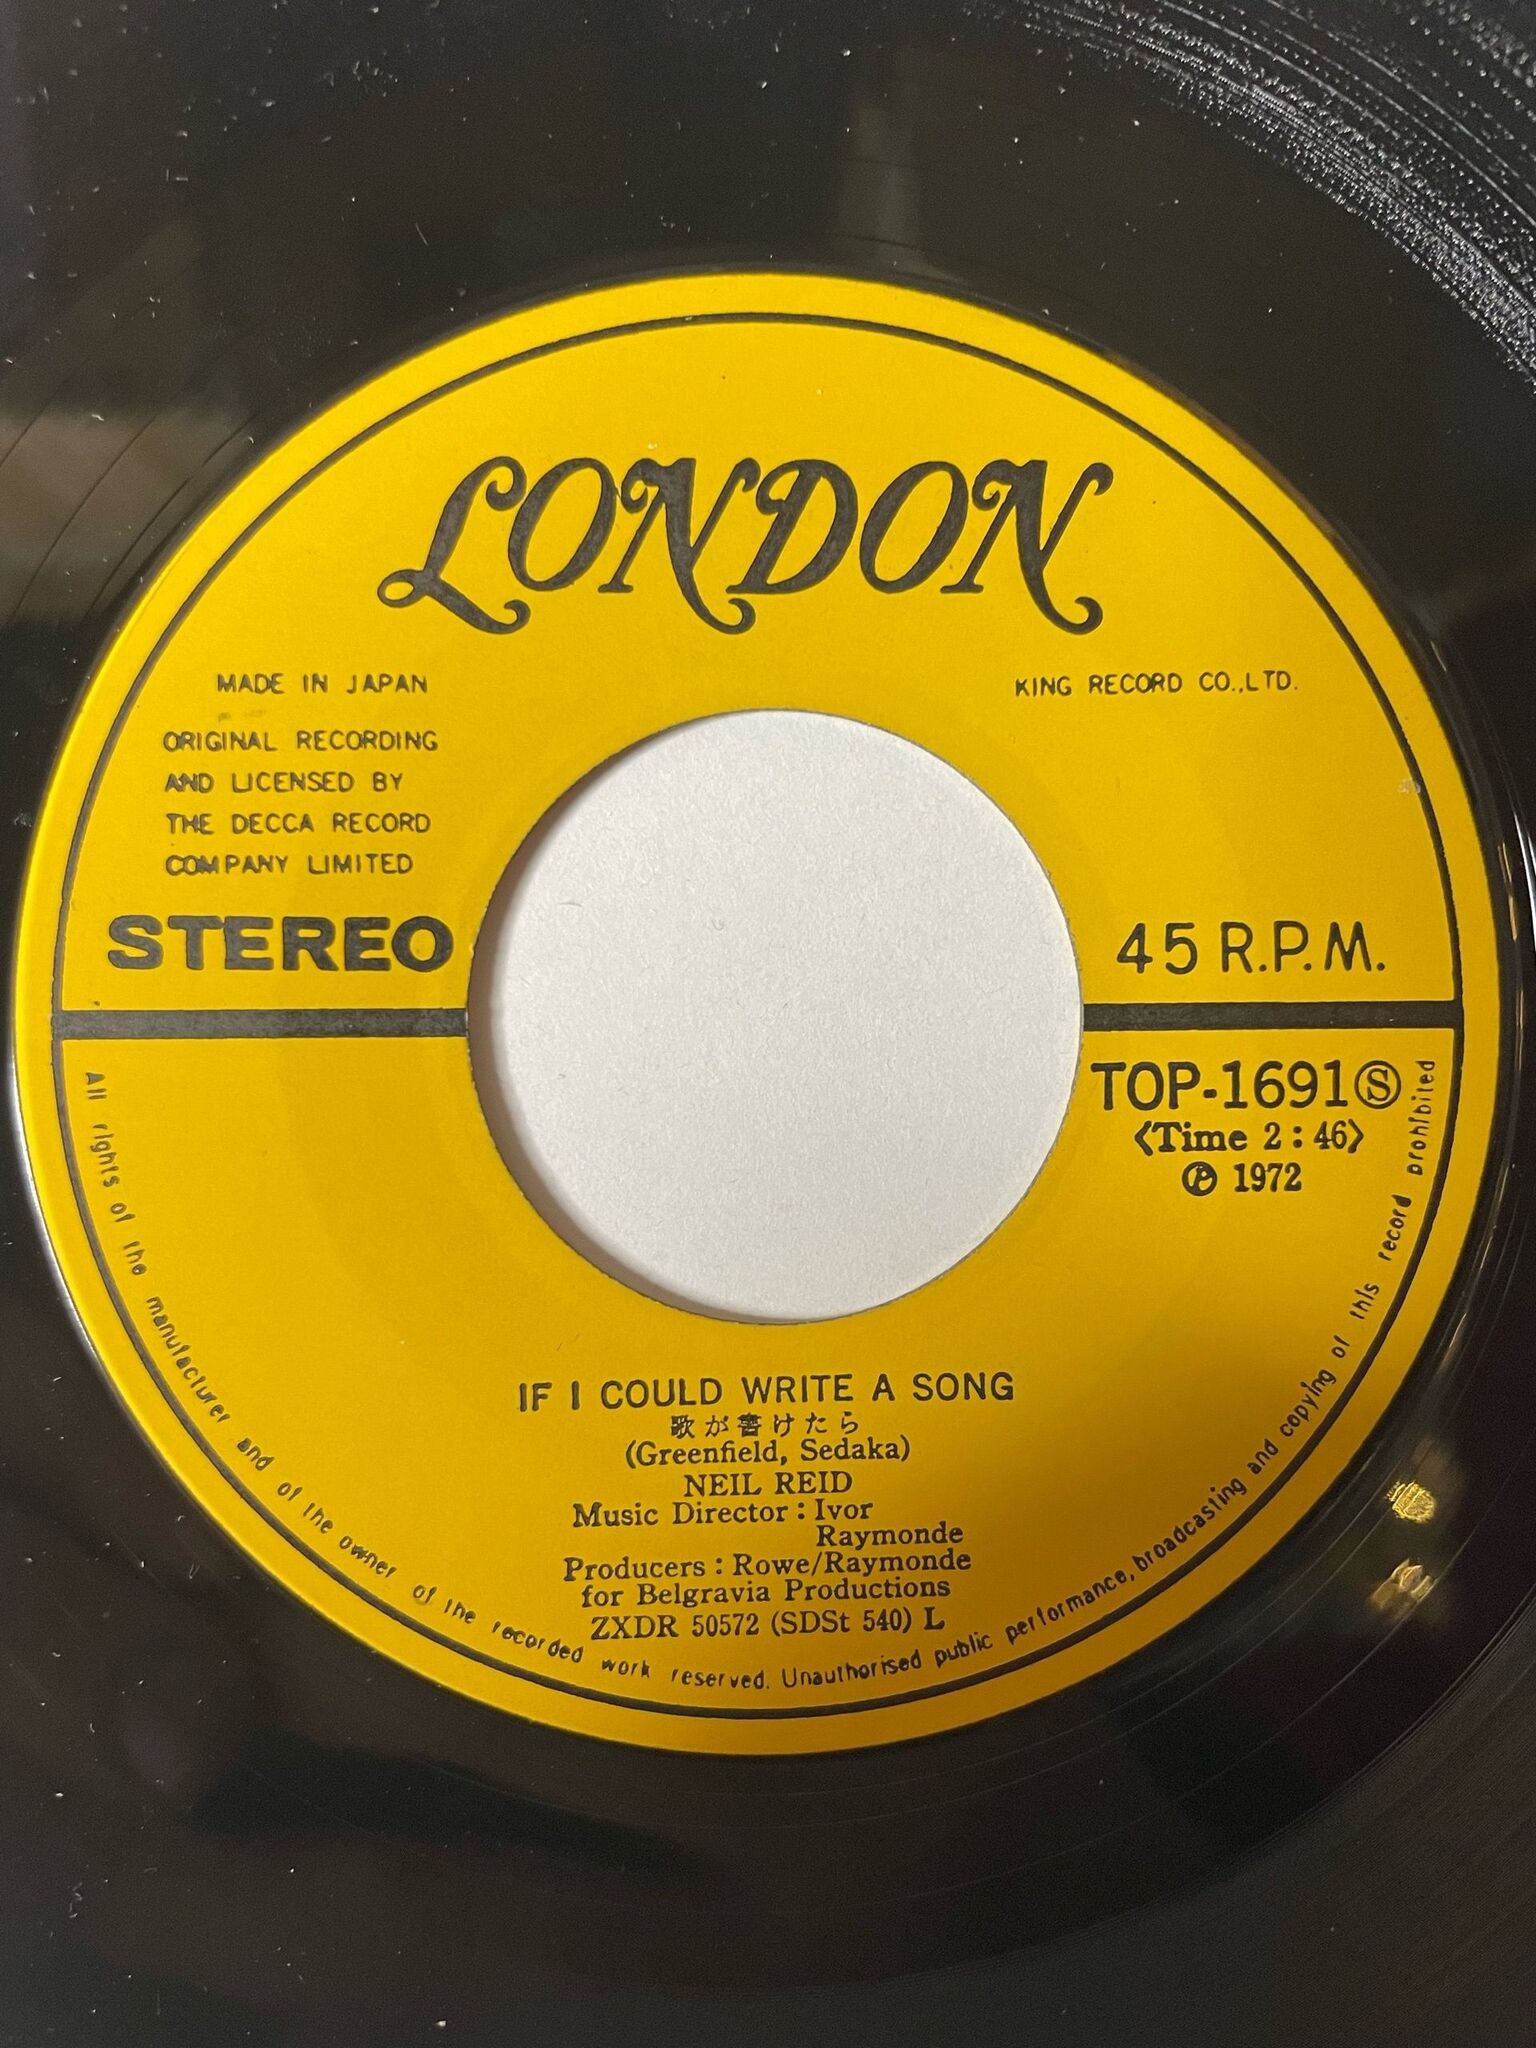 LONDON
MADE IN JAPAN
KING RECORD CO.,LTD.
ORIGINAL RECORDING
AND LICENSED BY
THE DECCA RECORD
COMPANY LIMITED
STEREO
45 R.P.M.
TOP-1691Ⓢ
〈Time 2:46〉
Ⓟ 1972
IF I COULD WRITE A SONG
歌が書けたら
(Greenfield, Sedaka)
NEIL REID
Music Director : Ivor
Raymonde
Producers : Rowe/Raymonde
for Belgravia Productions
ZXDR 50572 (SDSt 540) L
All rights of the manufacturer and of the owner of the recorded work reserved. Unauthorised public performance, broadcasting and copying of this record prohibited